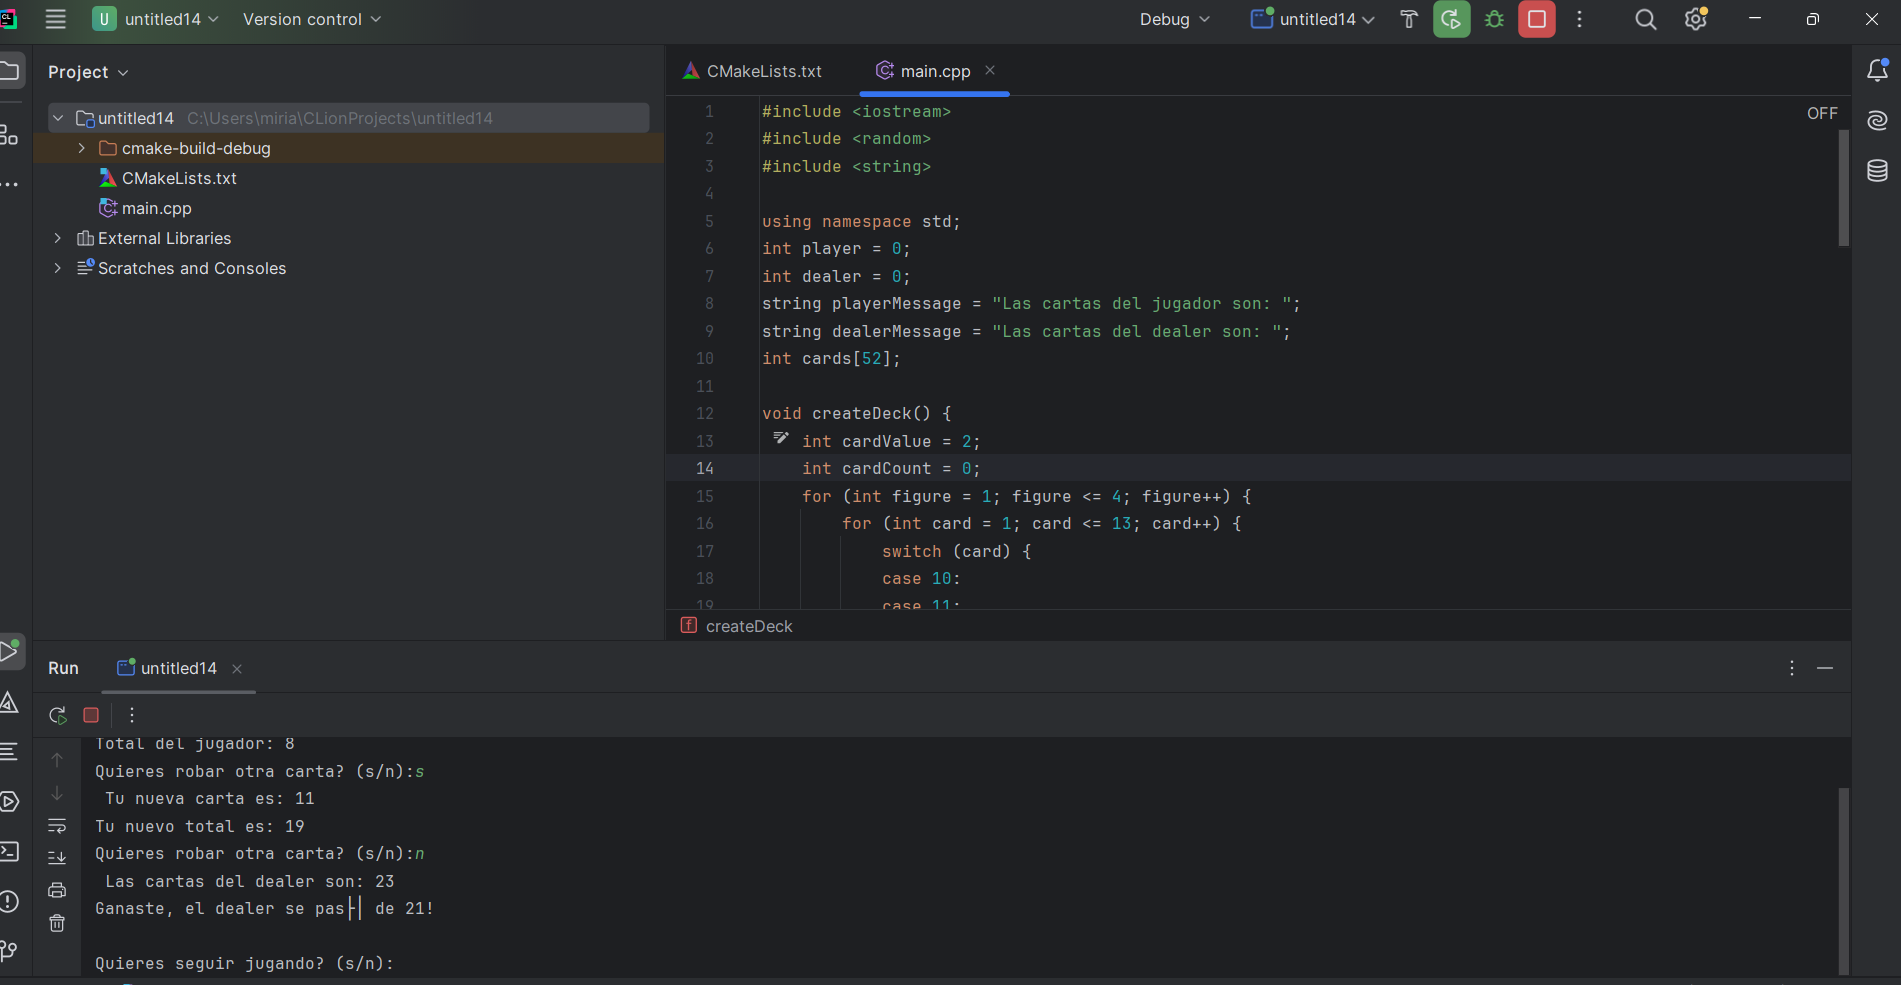 U untitled14 Version control Debug untitled14
Project
untitled14 C:\Users\miria\CLionProjects\untitled14
cmake-build-debug
CMakeLists.txt
main.cpp
External Libraries
Scratches and Consoles
CMakeLists.txt main.cpp
OFF
1 #include <iostream>
2 #include <random>
3 #include <string>
4
5 using namespace std;
6 int player = 0;
7 int dealer = 0;
8 string playerMessage = "Las cartas del jugador son: ";
9 string dealerMessage = "Las cartas del dealer son: ";
10 int cards[52];
11
12 void createDeck() {
13 int cardValue = 2;
14 int cardCount = 0;
15 for (int figure = 1; figure <= 4; figure++) {
16 for (int card = 1; card <= 13; card++) {
17 switch (card) {
18 case 10:
19 case 11:
f createDeck
Run untitled14
Total del jugador: 8
Quieres robar otra carta? (s/n):s
Tu nueva carta es: 11
Tu nuevo total es: 19
Quieres robar otra carta? (s/n):n
Las cartas del dealer son: 23
Ganaste, el dealer se pas├│ de 21!
Quieres seguir jugando? (s/n):